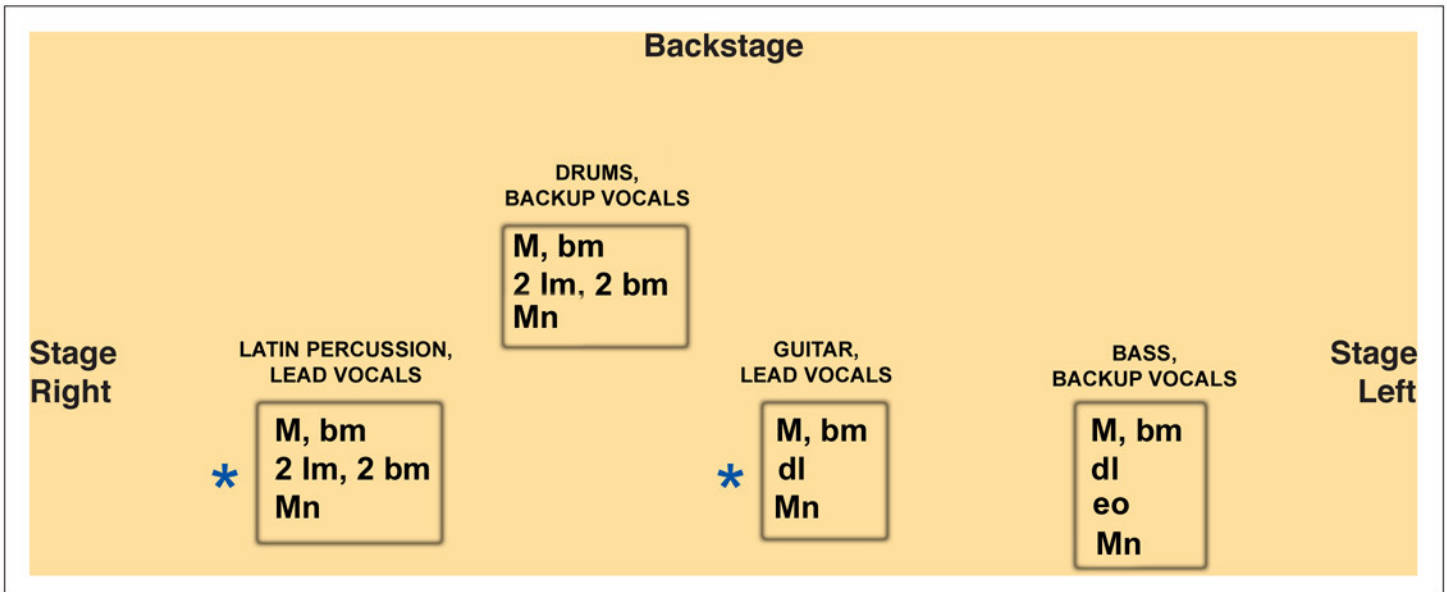 Backstage
DRUMS,
BACKUP VOCALS
M, bm
2 lm, 2 bm
Mn
Stage
Right
LATIN PERCUSSION,
LEAD VOCALS
M, bm
* 2 lm, 2 bm
Mn
GUITAR,
LEAD VOCALS
M, bm
* dl
Mn
BASS,
BACKUP VOCALS
M, bm
dl
eo
Mn
Stage
Left